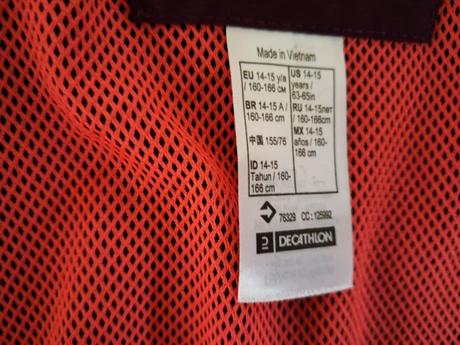 Made in Vietnam
EU 14-15 y/a
/ 160-166 см
BR 14-15 A /
160-166 cm
中国 155/76
ID 14-15
Tahun / 160-
166 cm
US 14-15
years /
63-65in
RU 14-15лет
/ 160-166cm
MX 14-15
años / 160-
166 cm
76329 CC: 125992
DECATHLON